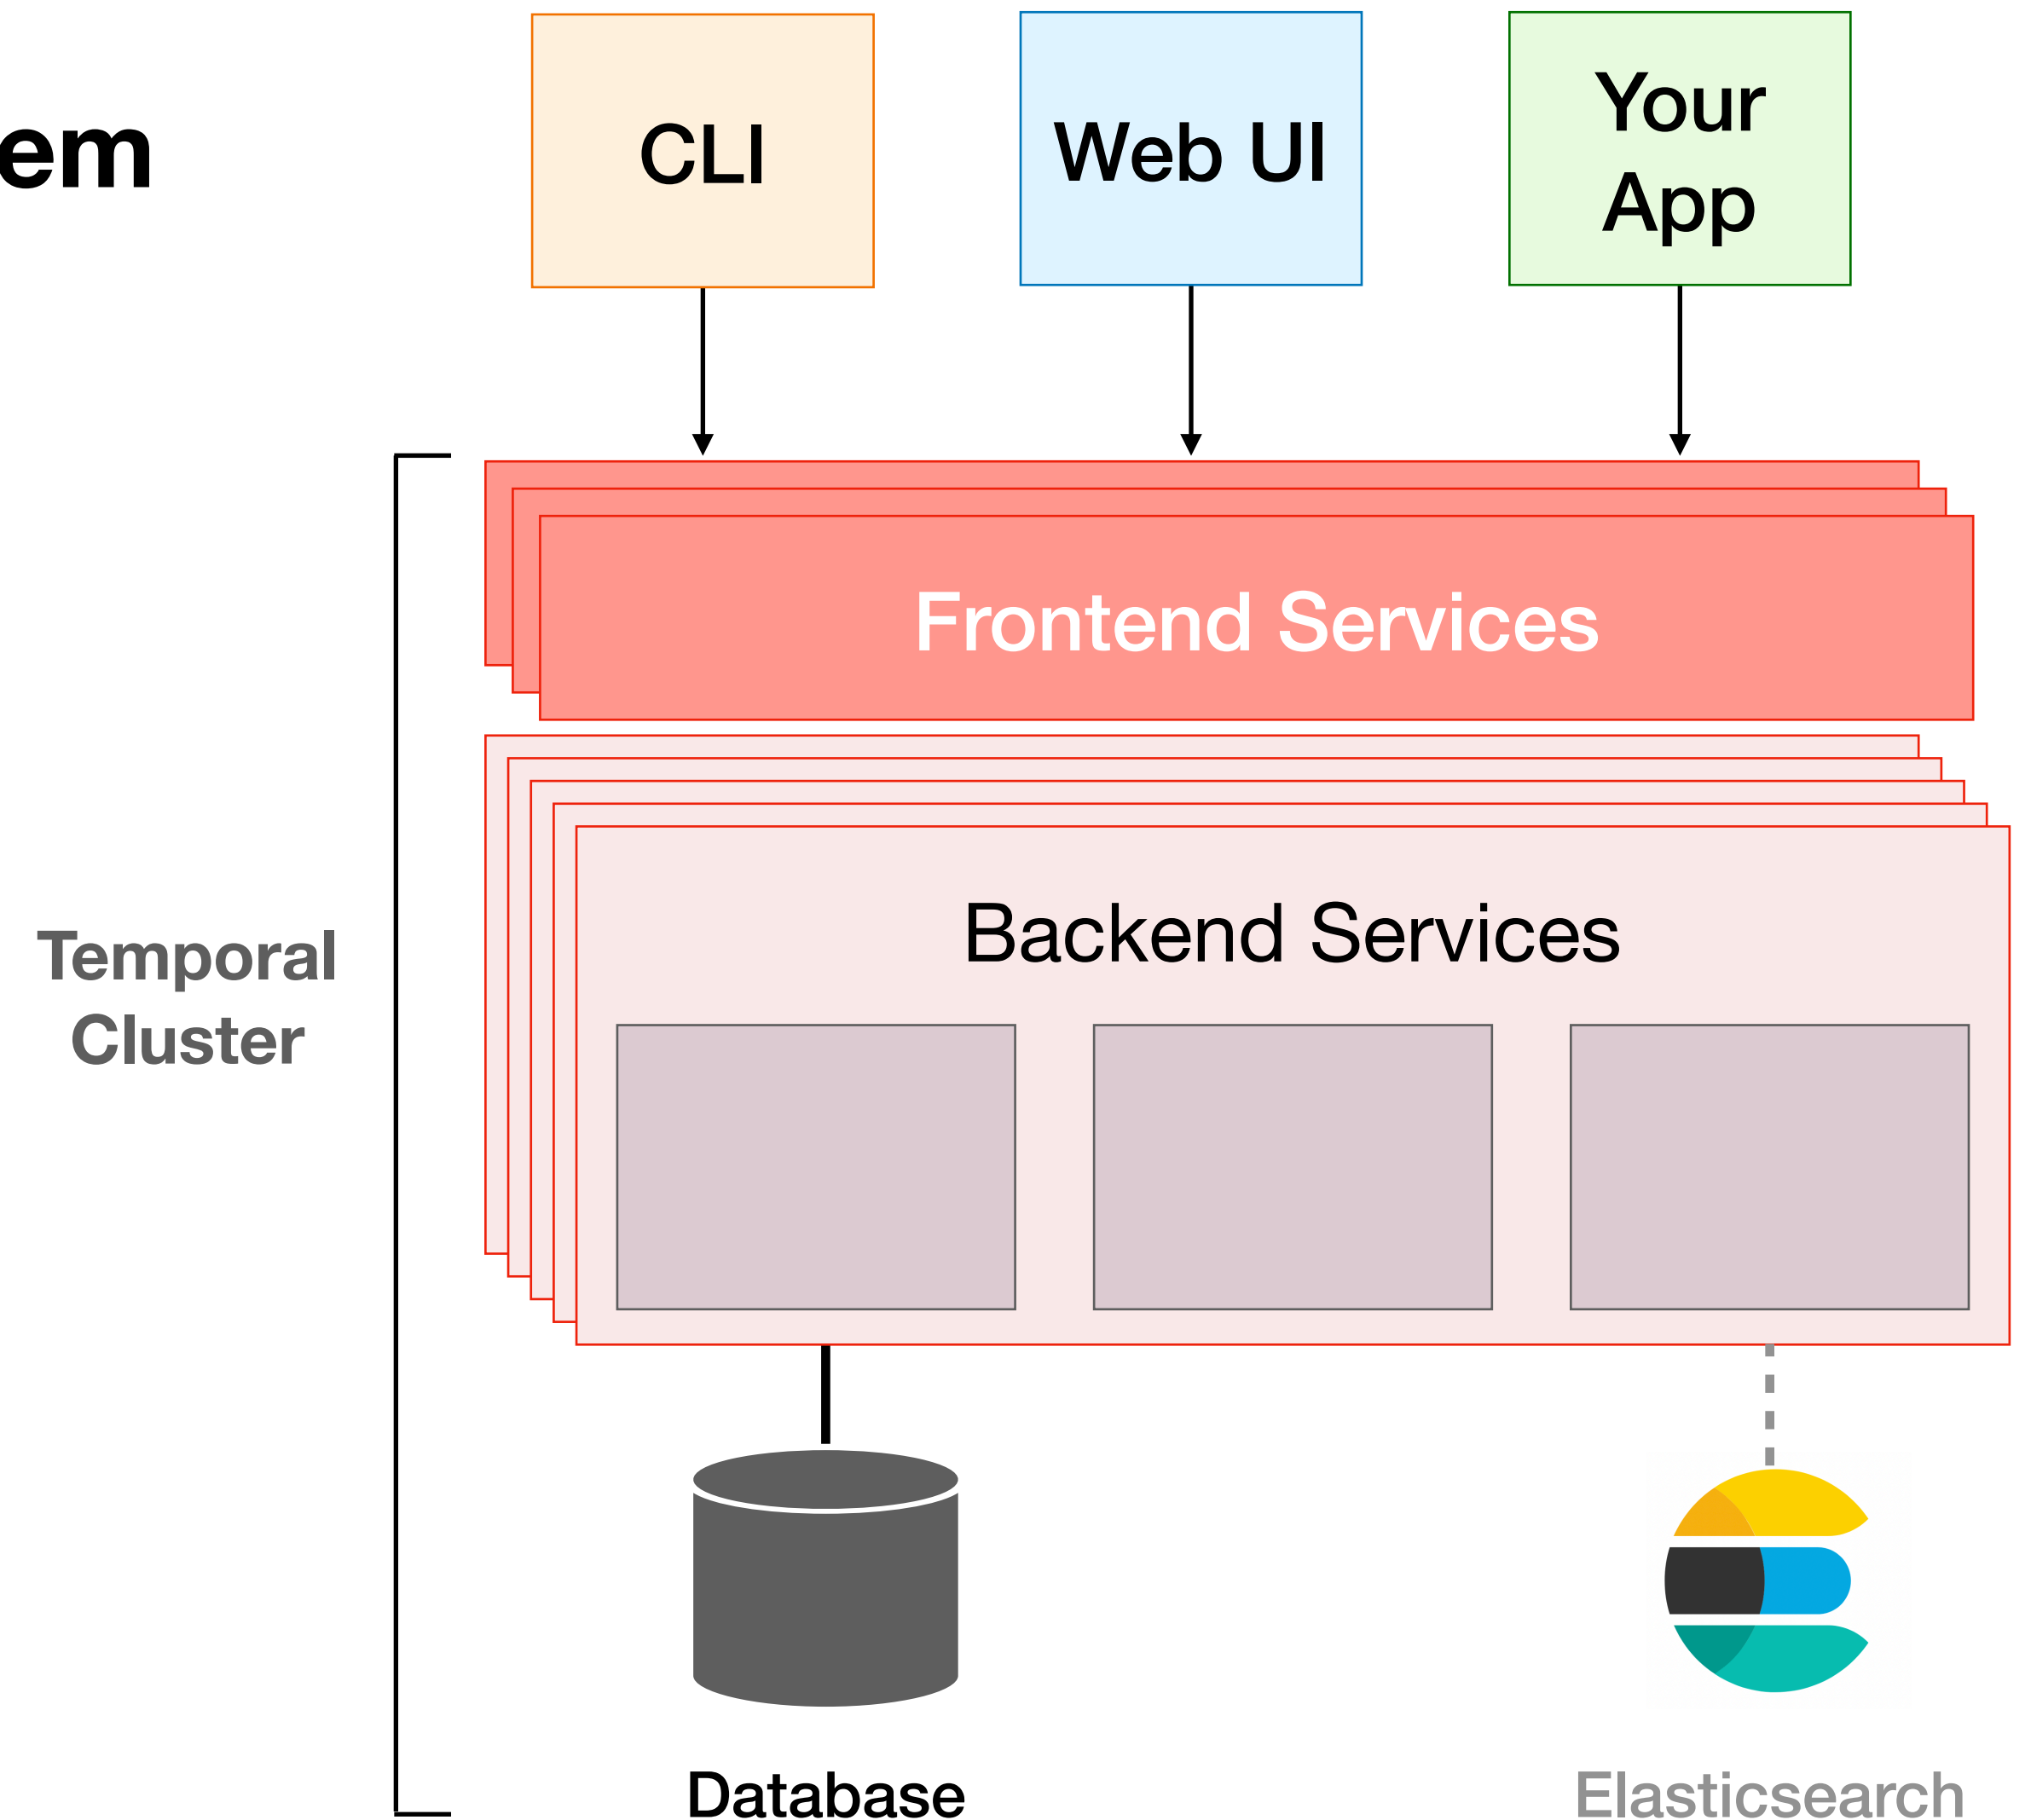 em
CLI
Web UI
Your
App
Frontend Services
Backend Services
Temporal
Cluster
Database
Elasticsearch